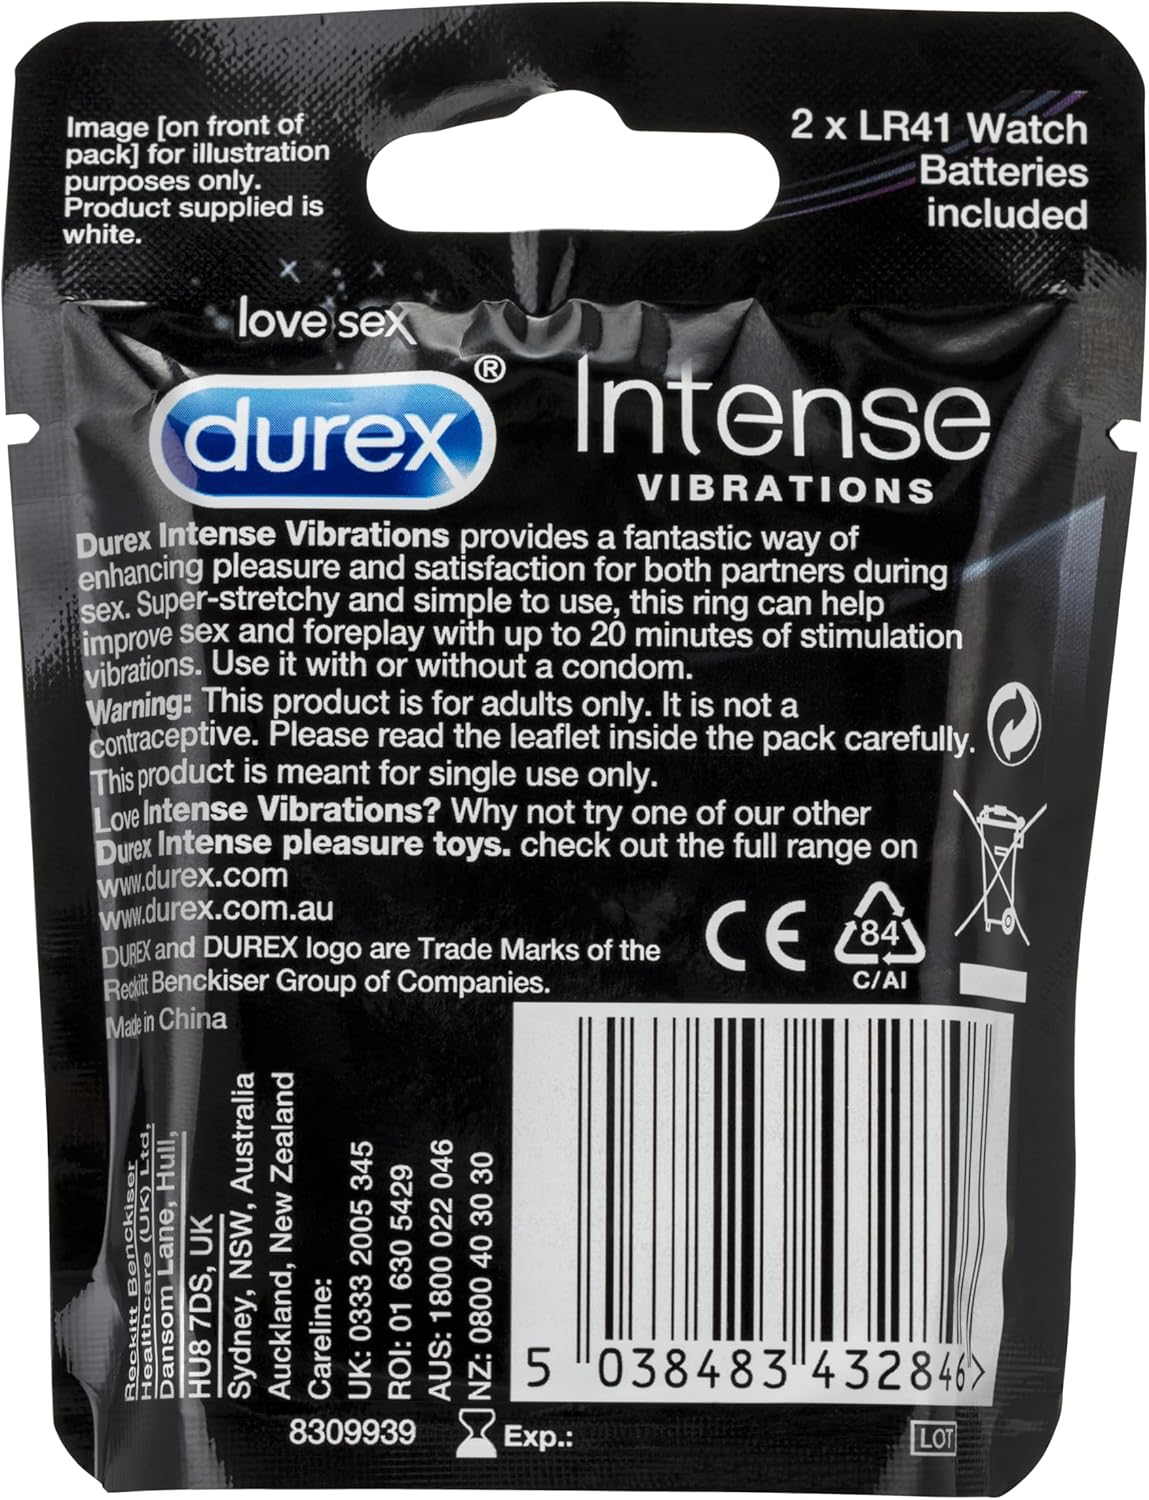 Image [on front of
pack] for illustration
purposes only.
Product supplied is
white.
2 x LR41 Watch
Batteries
included
love sex
durex®
Intense
VIBRATIONS
Durex Intense Vibrations provides a fantastic way of
enhancing pleasure and satisfaction for both partners during
sex. Super-stretchy and simple to use, this ring can help
improve sex and foreplay with up to 20 minutes of stimulation
vibrations. Use it with or without a condom.
Warning: This product is for adults only. It is not a
contraceptive. Please read the leaflet inside the pack carefully.
This product is meant for single use only.
Love Intense Vibrations? Why not try one of our other
Durex Intense pleasure toys. check out the full range on
www.durex.com
www.durex.com.au
DUREX and DUREX logo are Trade Marks of the
Reckitt Benckiser Group of Companies.
Made in China
CE
84
C/Al
Reckitt Benckiser
Healthcare (UK) Ltd,
Dansom Lane, Hull,
HU8 7DS, UK
Sydney, NSW, Australia
Auckland, New Zealand
Careline:
UK: 0333 2005 345
ROI: 01 630 5429
AUS: 1800 022 046
NZ: 0800 40 30 30
5 038483 432846 >
8309939
Exp.:
LOT